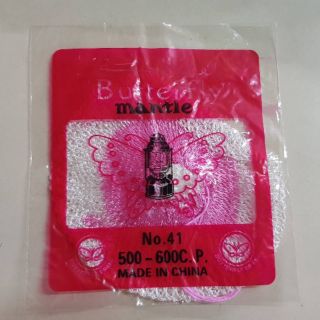 Butterfly
mantle
No.41
500-600C.P.
MADE IN CHINA